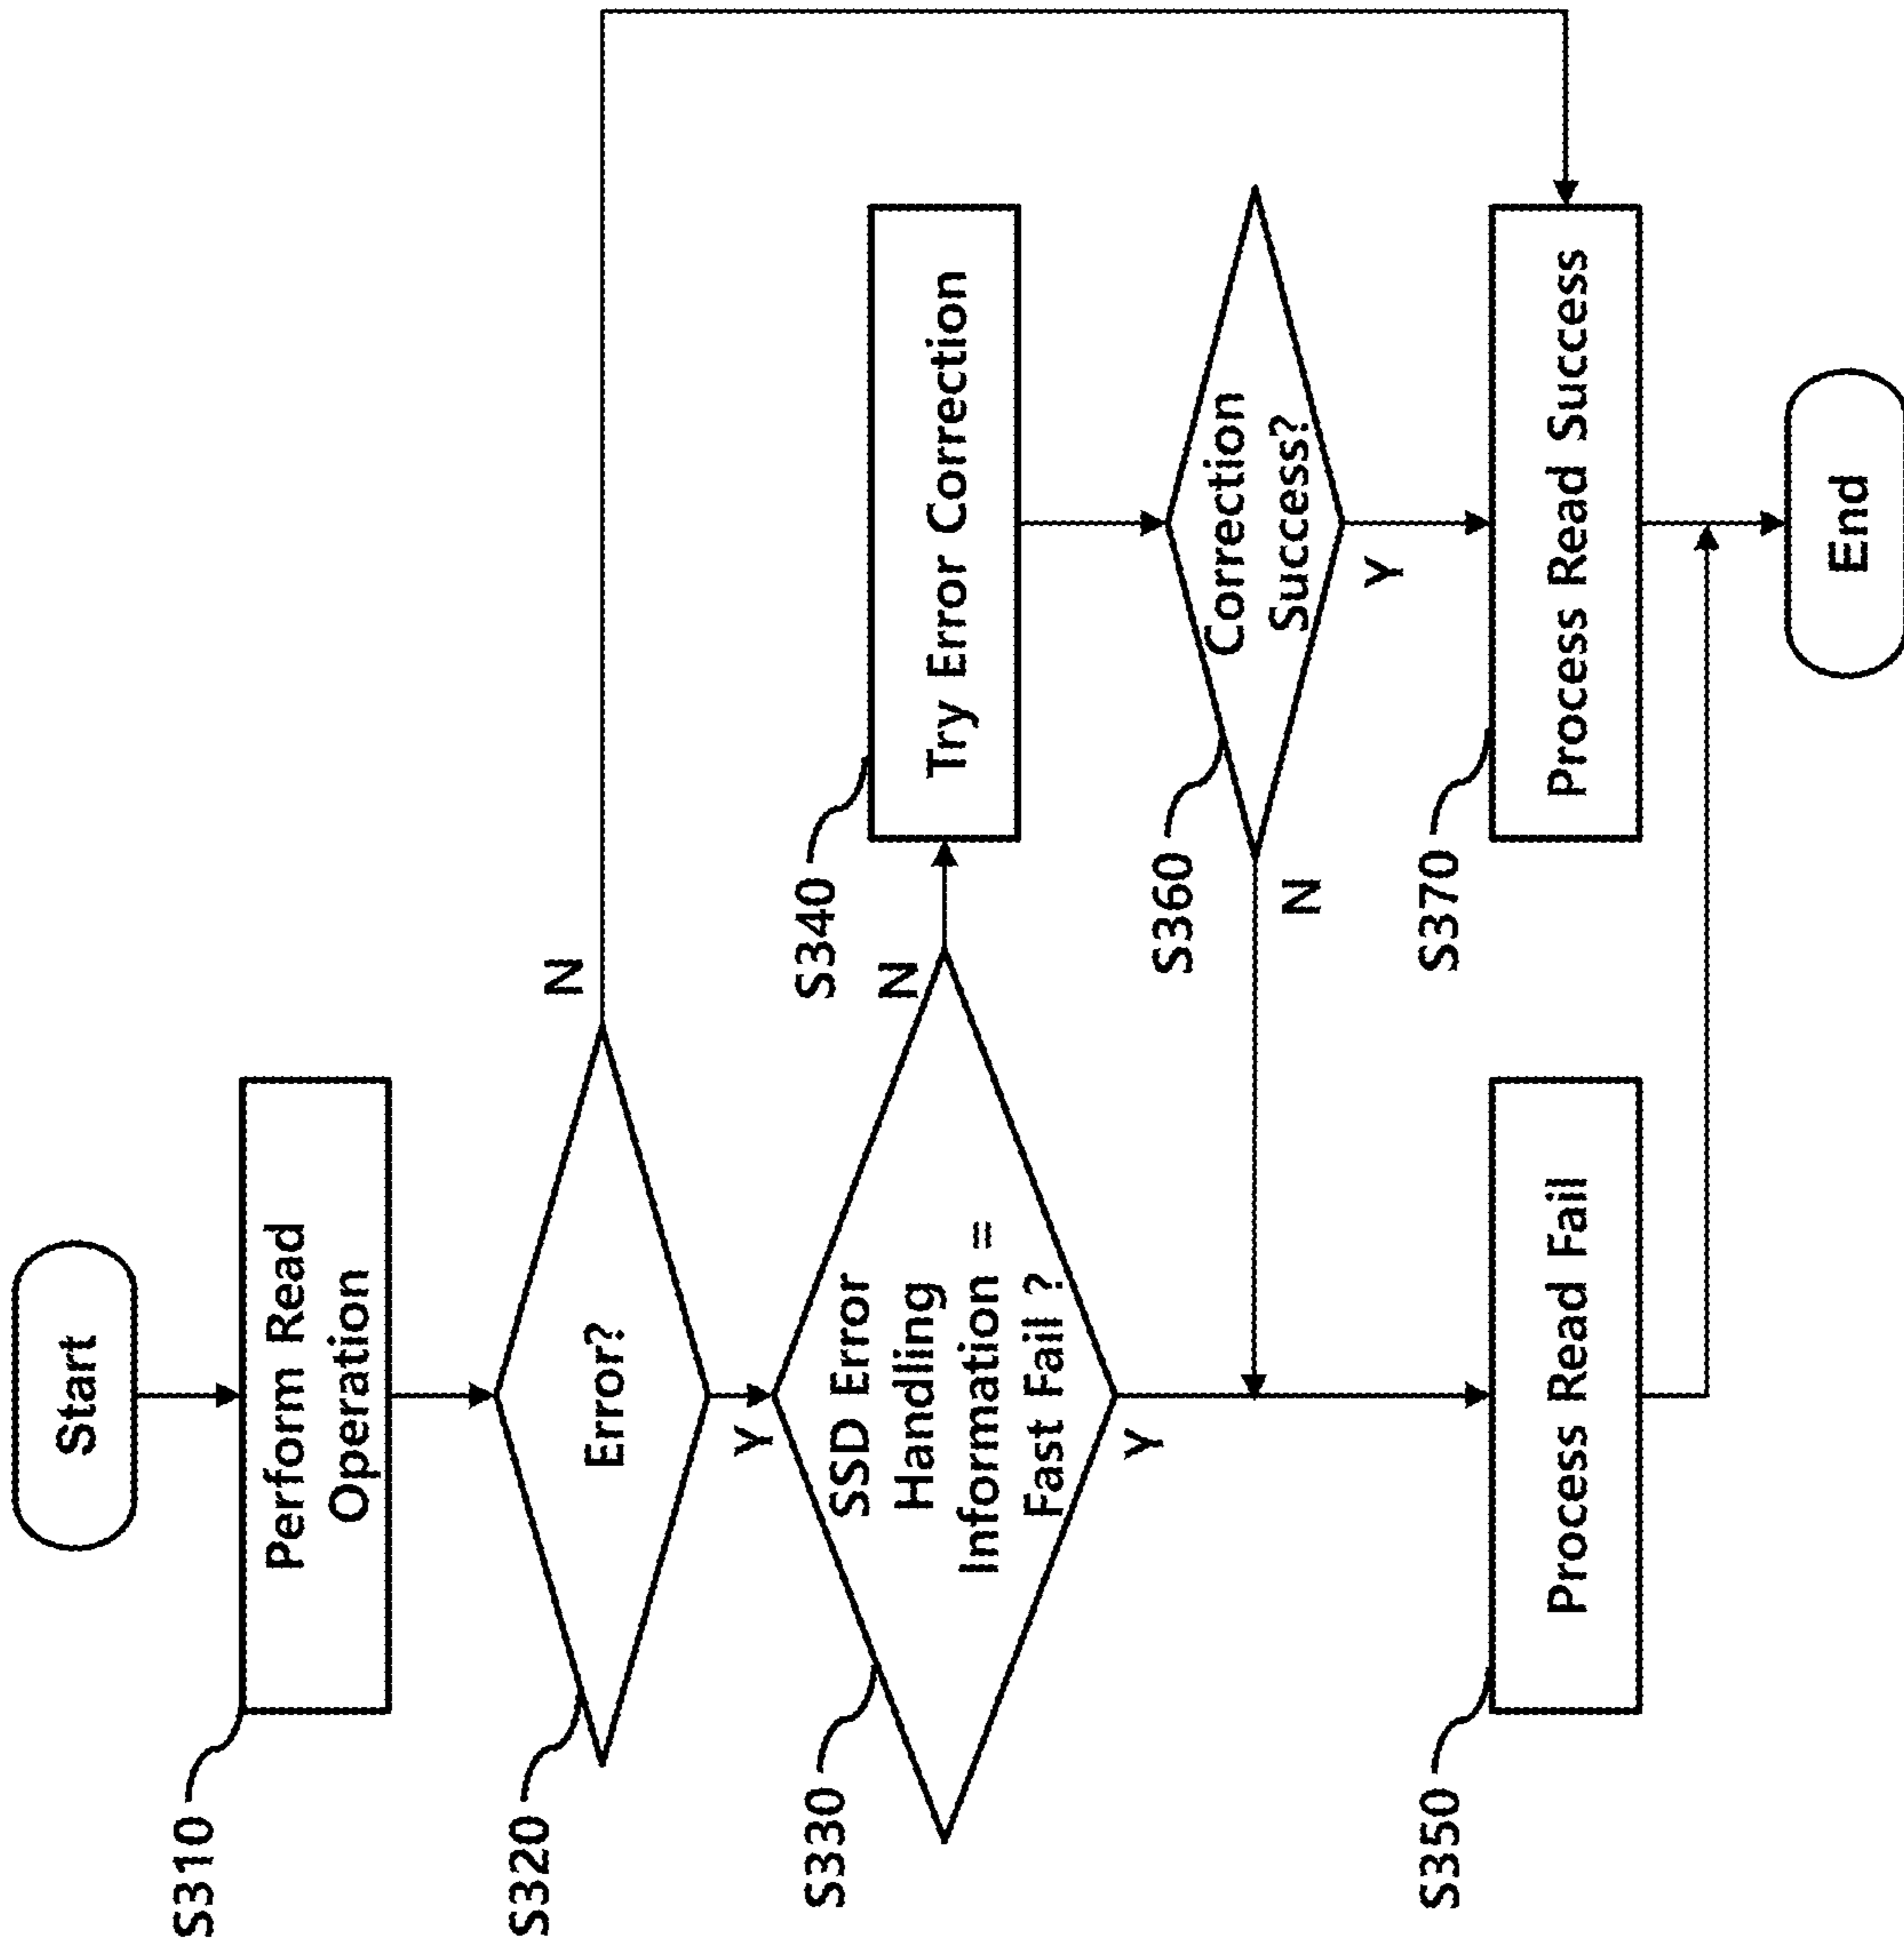 Start
S310
Perform Read
Operation
S320
Error?
N
Y
S330
SSD Error
Handling
Information =
Fast Fail ?
N
Y
S340
Try Error Correction
S360
Correction
Success?
N
Y
S350
Process Read Fail
S370
Process Read Success
End